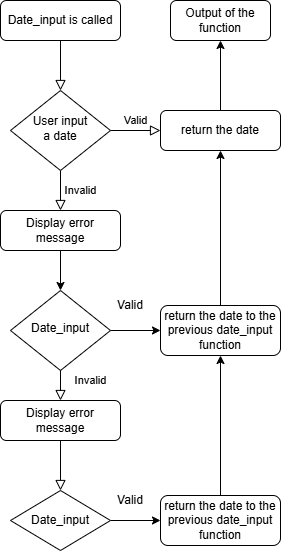 Date_input is called
Output of the
function
User input
a date
Valid
return the date
Invalid
Display error
message
Date_input
Valid
return the date to the
previous date_input
function
Invalid
Display error
message
Date_input
Valid
return the date to the
previous date_input
function